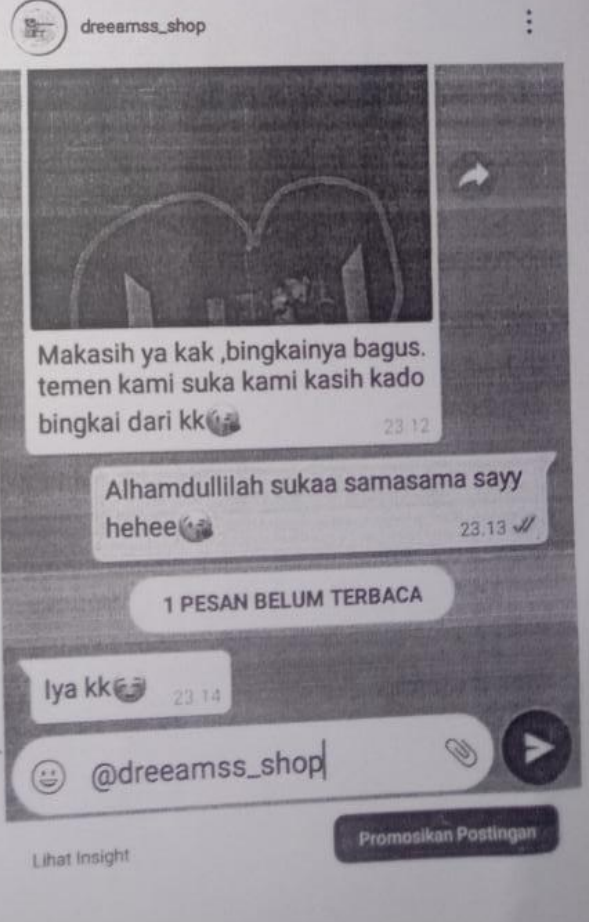 dreeamss_shop
Makasih ya kak ,bingkainya bagus.
temen kami suka kami kasih kado
bingkai dari kk😘
23.12
Alhamdullilah sukaa samasama sayy
hehee😘
23.13
1 PESAN BELUM TERBACA
Iya kk
23.14
@dreeamss_shop
Promosikan Postingan
Lihat Insight